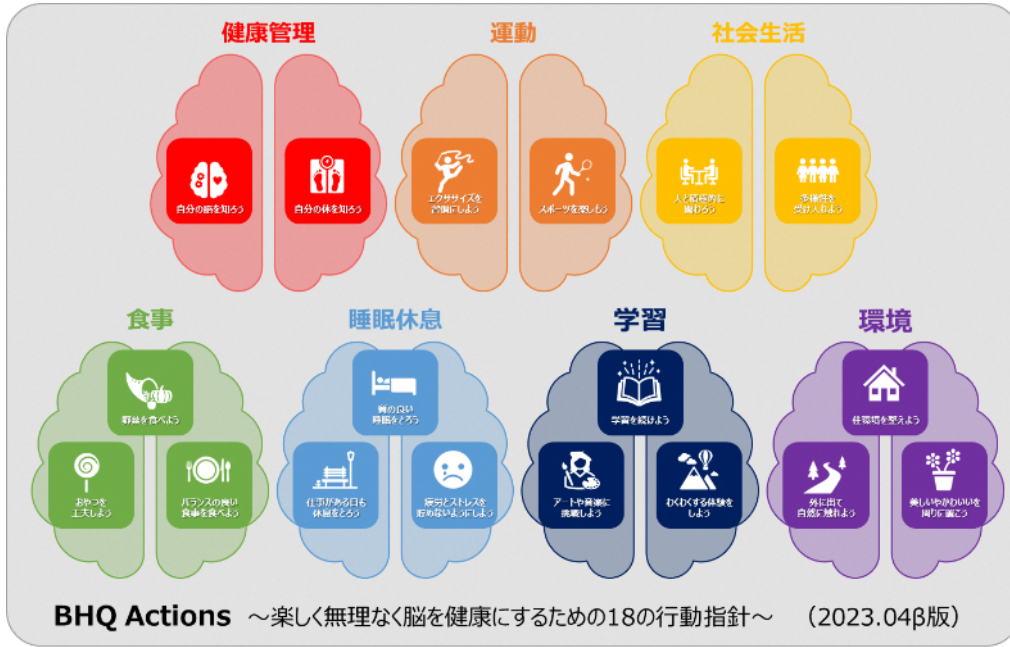 健康管理
運動
社会生活
自分の脳を知ろう
自分の体を知ろう
エクササイズを
習慣にしよう
スポーツを楽しもう
人と積極的に
関わろう
多様性を
受け入れよう
食事
睡眠休息
学習
環境
野菜を食べよう
質の良い
睡眠をとろう
学習を続けよう
住環境を整えよう
おやつを
工夫しよう
バランスの良い
食事を食べよう
仕事がある日も
休息をとろう
疲労とストレスを
貯めないようにしよう
アートや音楽に
挑戦しよう
わくわくする体験を
しよう
外に出て
自然に触れよう
美しいやかわいいを
周りに置こう
BHQ Actions ～楽しく無理なく脳を健康にするための18の行動指針～ （2023.04β版）